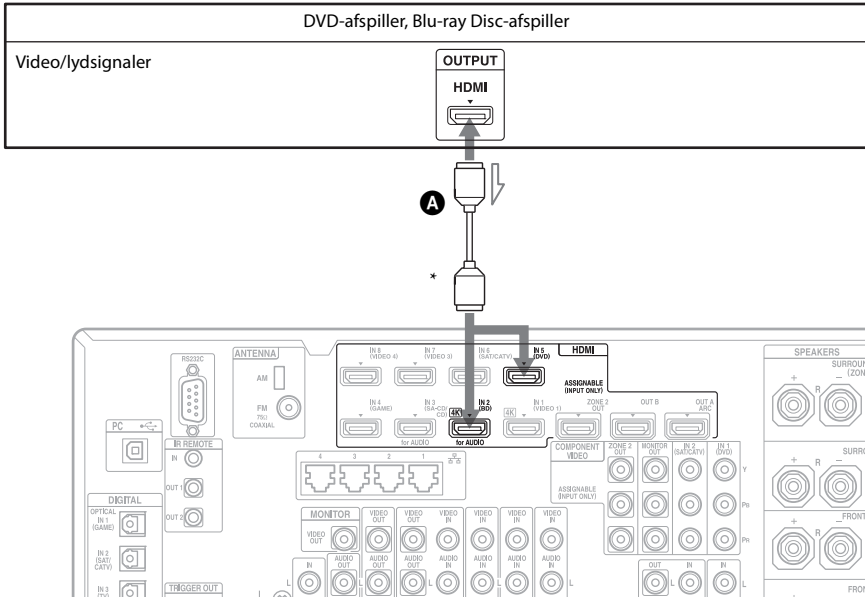 DVD-afspiller, Blu-ray Disc-afspiller
Video/lydsignaler
OUTPUT
HDMI
A
*
RS232C
ANTENNA
AM
FM
75Ω
COAXIAL
PC
IR REMOTE
IN
OUT 1
OUT 2
DIGITAL
OPTICAL
IN 1
(GAME)
IN 2
(SAT/
CATV)
IN 3
(TV)
TRIGGER OUT
IN 8
(VIDEO 4)
IN 7
(VIDEO 3)
IN 6
(SAT/CATV)
IN 5
(DVD)
HDMI
ASSIGNABLE
(INPUT ONLY)
IN 4
(GAME)
IN 3
(SA-CD/
CD)
4K
IN 2
(BD)
4K
IN 1
(VIDEO 1)
ZONE 2
OUT
OUT B
OUT A
ARC
for AUDIO
for AUDIO
4
3
2
1
COMPONENT
VIDEO
ASSIGNABLE
(INPUT ONLY)
ZONE 2
OUT
MONITOR
OUT
IN 2
(SAT/CATV)
IN 1
(DVD)
Y
PB
PR
MONITOR
VIDEO
OUT
VIDEO
OUT
VIDEO
OUT
VIDEO
IN
VIDEO
IN
VIDEO
IN
VIDEO
IN
IN
AUDIO
OUT
AUDIO
OUT
AUDIO
IN
AUDIO
IN
AUDIO
IN
AUDIO
IN
L
L
L
OUT
IN
IN
L
SPEAKERS
+
R
−
+
R
−
+
R
−
FRONT